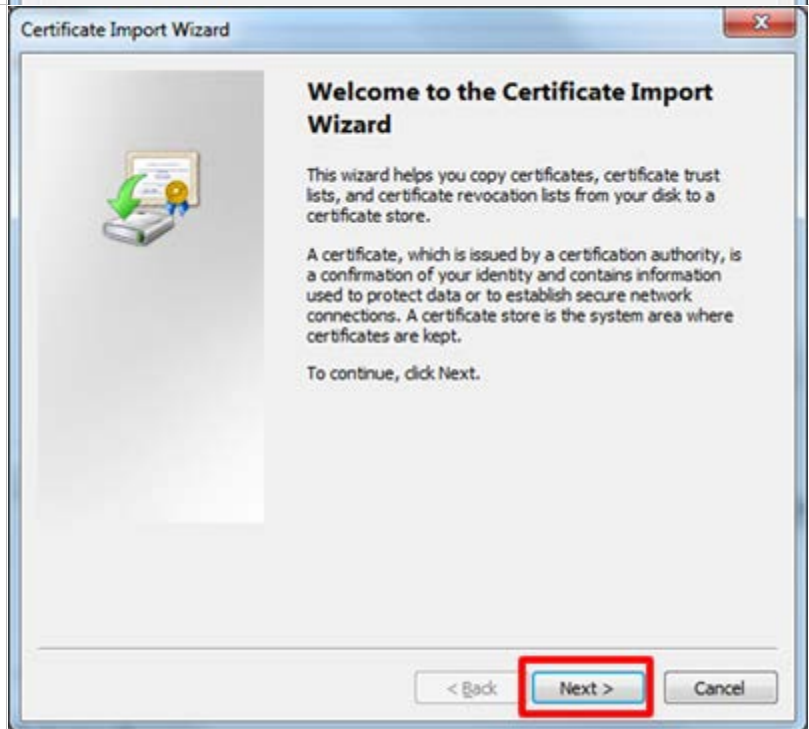 Certificate Import Wizard
Welcome to the Certificate Import
Wizard
This wizard helps you copy certificates, certificate trust
lists, and certificate revocation lists from your disk to a
certificate store.
A certificate, which is issued by a certification authority, is
a confirmation of your identity and contains information
used to protect data or to establish secure network
connections. A certificate store is the system area where
certificates are kept.
To continue, click Next.
< Back Next > Cancel